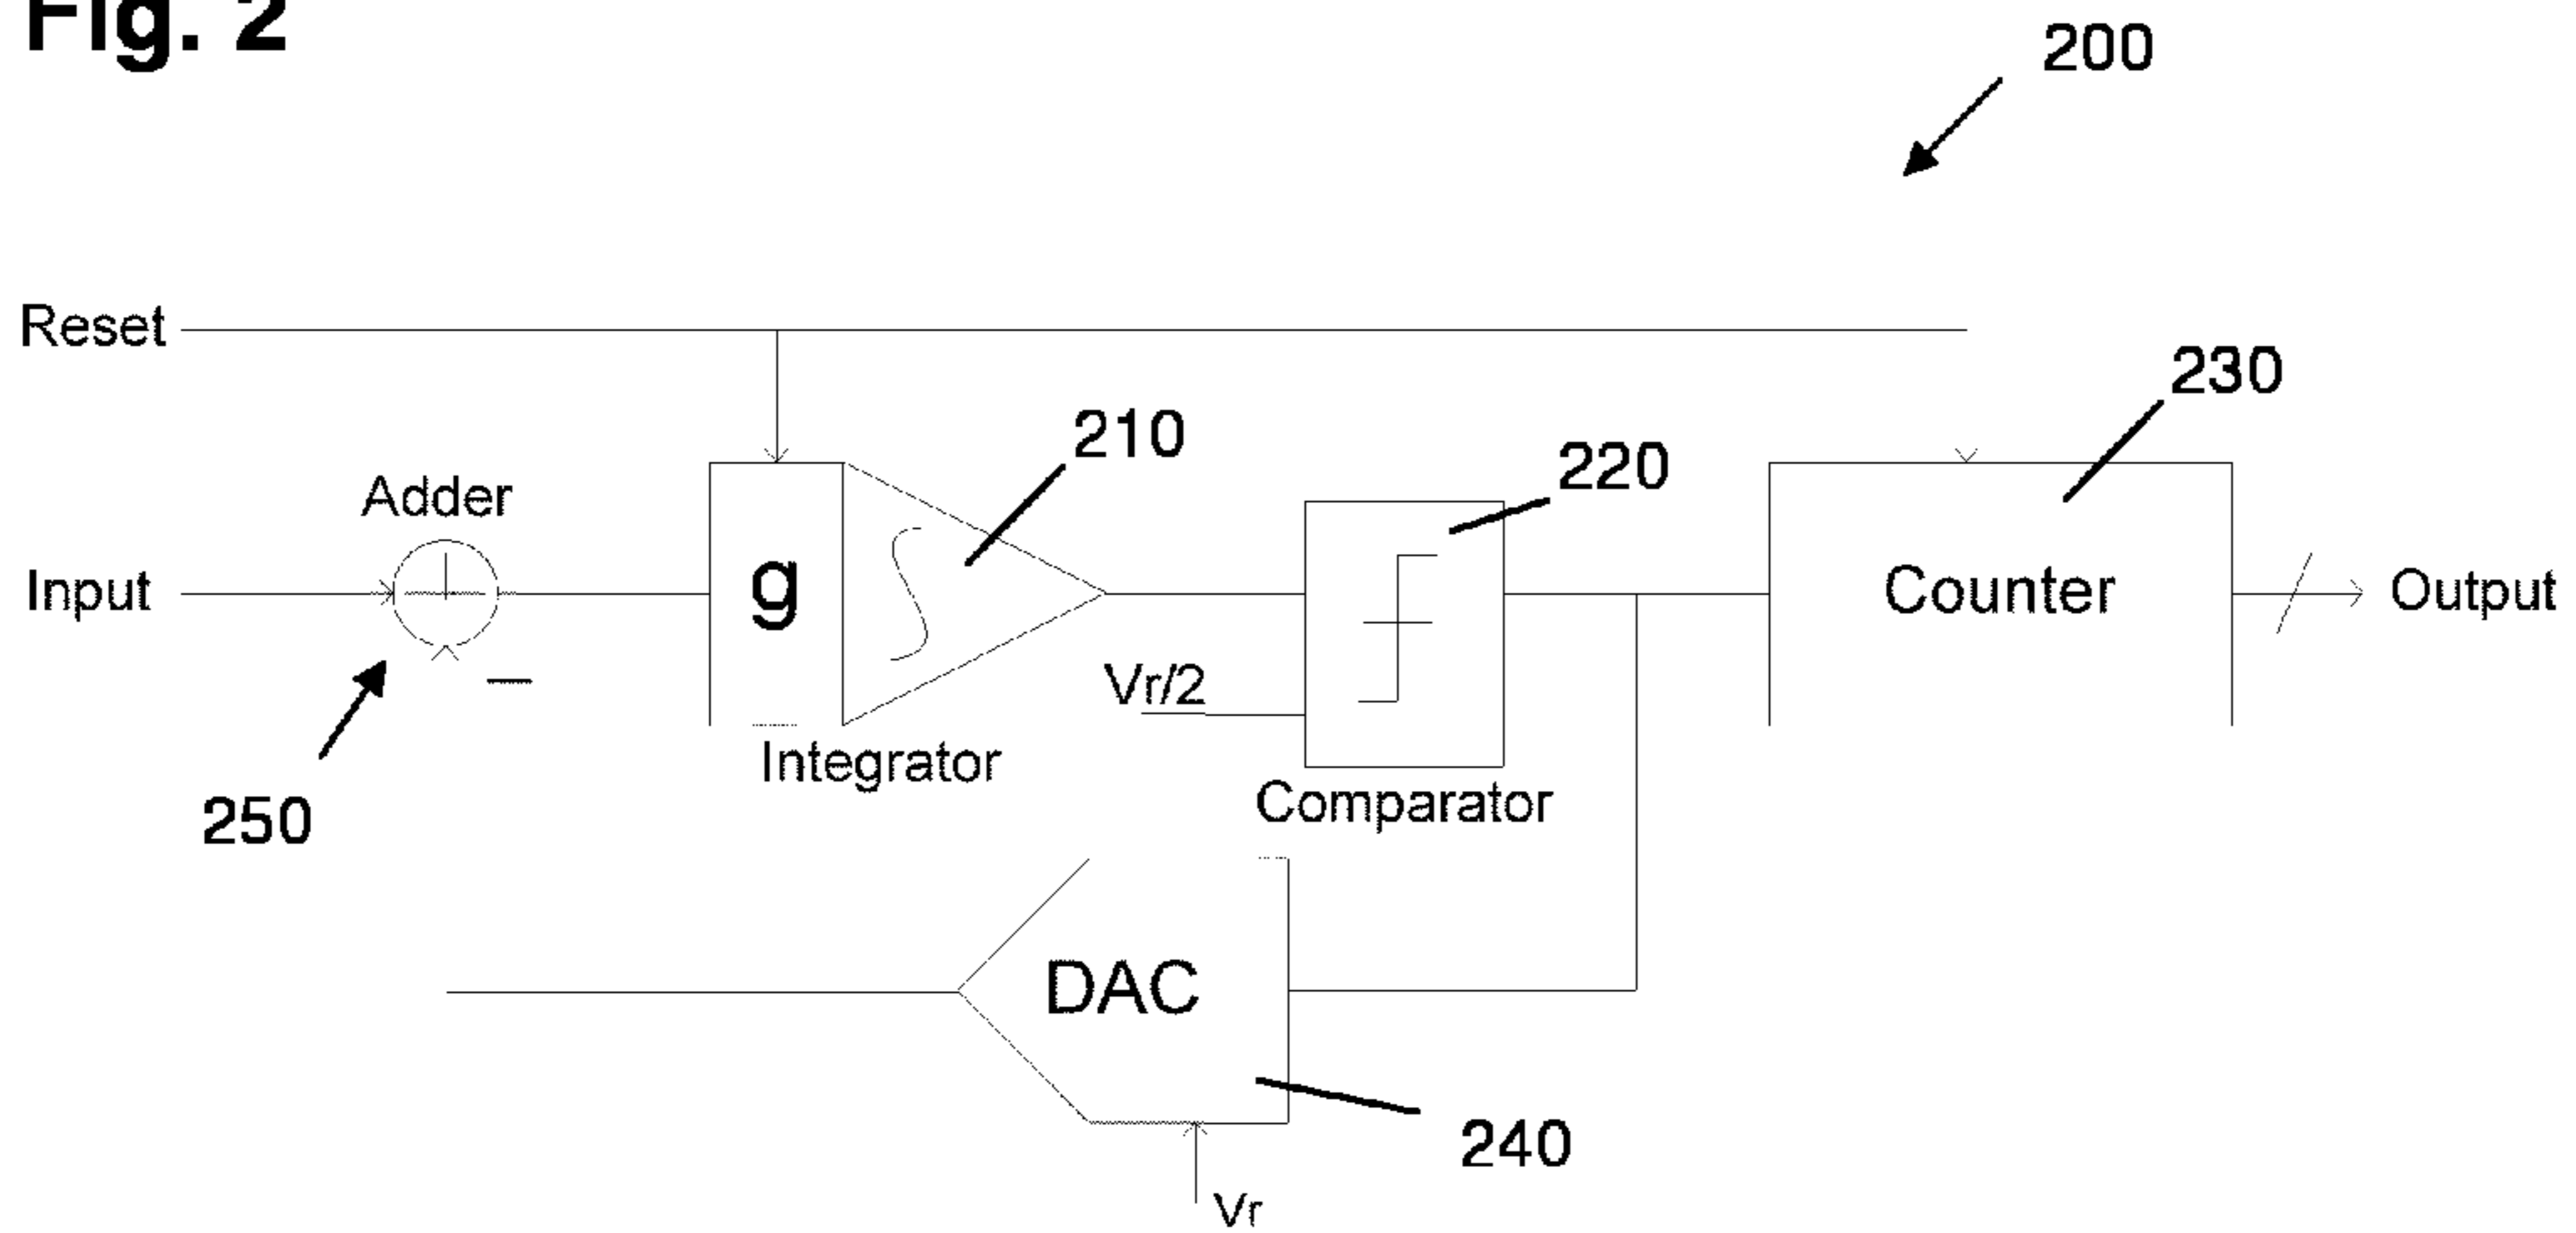 Fig. 2
200
Reset
230
210
220
Adder
Input
g
Counter
Output
Vr/2
Integrator
Comparator
250
DAC
240
Vr